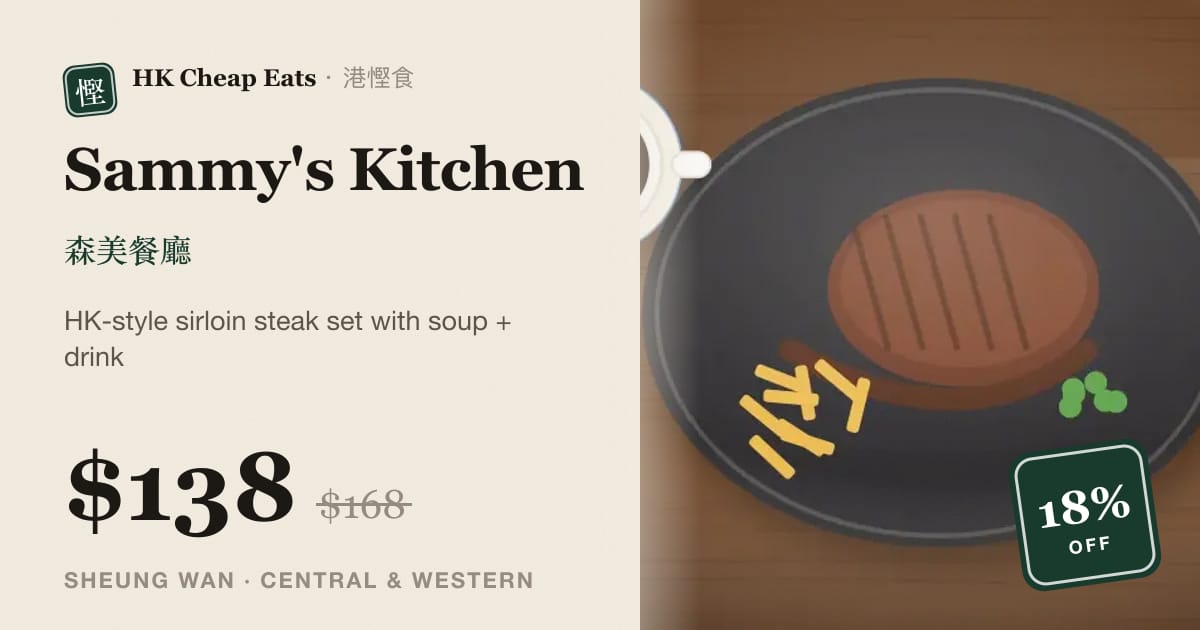 慳
HK Cheap Eats · 港慳食
Sammy's Kitchen
森美餐廳
HK-style sirloin steak set with soup +
drink
$138 $168
SHEUNG WAN · CENTRAL & WESTERN
18%
OFF